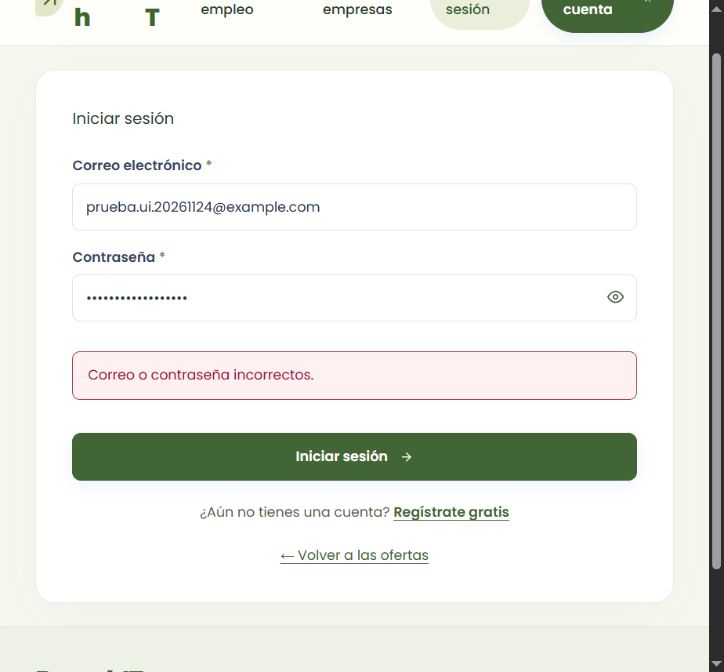 h T empleo empresas sesión cuenta
Iniciar sesión
Correo electrónico *
prueba.ui.20261124@example.com
Contraseña *
••••••••••••••••••
Correo o contraseña incorrectos.
Iniciar sesión →
¿Aún no tienes una cuenta? Regístrate gratis
← Volver a las ofertas